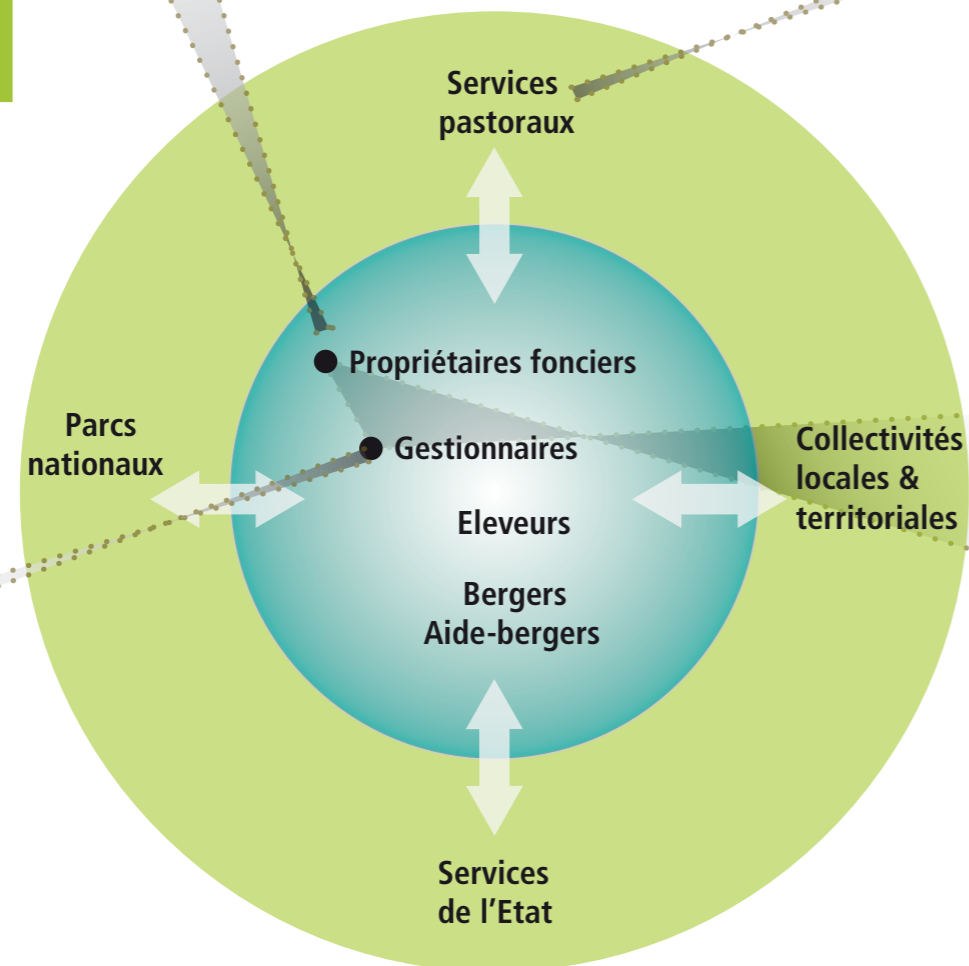 Services
pastoraux
Propriétaires fonciers
Parcs
nationaux
Gestionnaires
Collectivités
locales &
territoriales
Eleveurs
Bergers
Aide-bergers
Services
de l'Etat